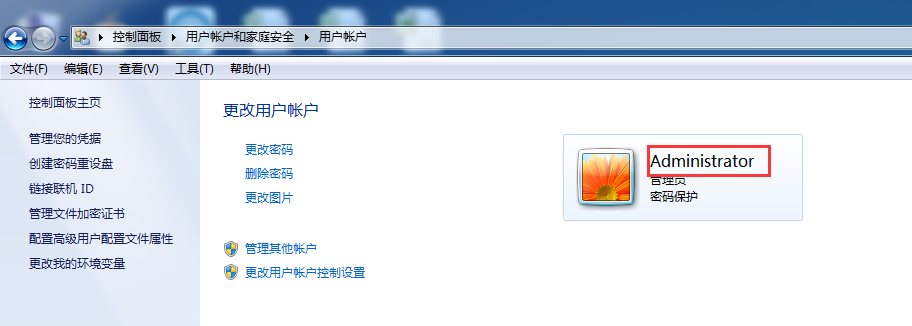 控制面板 用户帐户和家庭安全 用户帐户
文件(F) 编辑(E) 查看(V) 工具(T) 帮助(H)
控制面板主页
管理您的凭据
创建密码重设盘
链接联机 ID
管理文件加密证书
配置高级用户配置文件属性
更改我的环境变量
更改用户帐户
更改密码
删除密码
更改图片
管理其他帐户
更改用户帐户控制设置
Administrator
管理员
密码保护